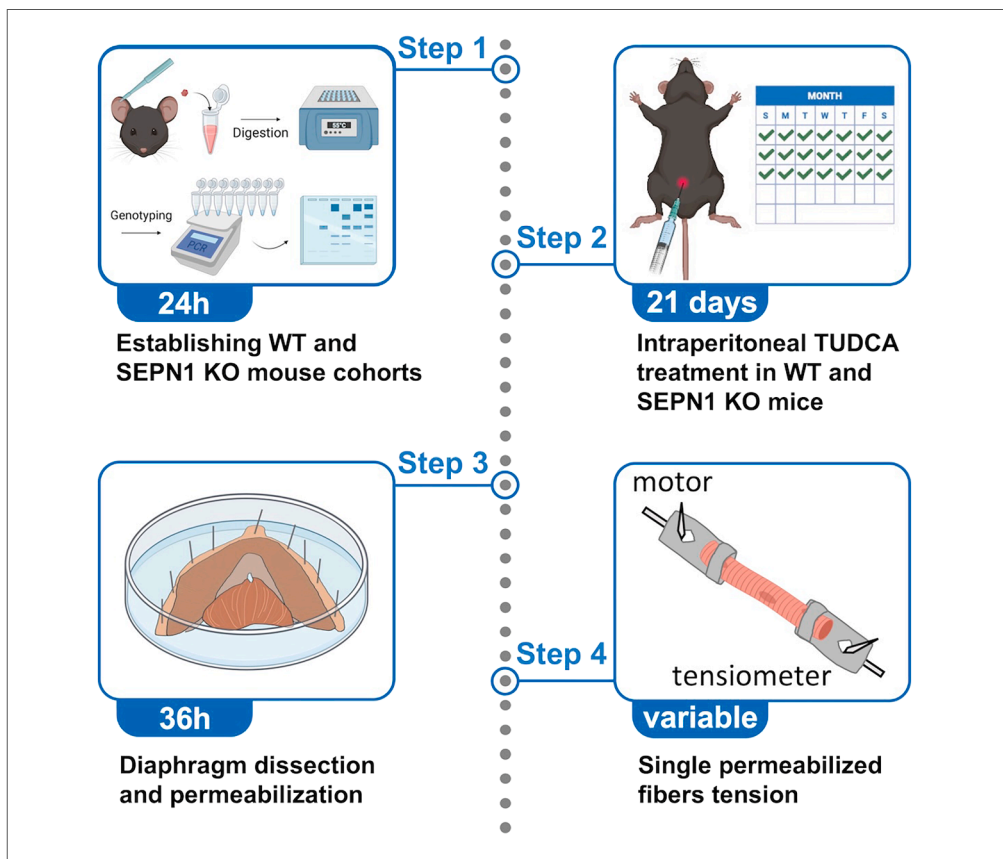 Step 1
Digestion
55°C
Genotyping
PCR
24h
Establishing WT and
SEPN1 KO mouse cohorts
Step 2
MONTH
S M T W T F S
21 days
Intraperitoneal TUDCA
treatment in WT and
SEPN1 KO mice
Step 3
36h
Diaphragm dissection
and permeabilization
Step 4
motor
tensiometer
variable
Single permeabilized
fibers tension